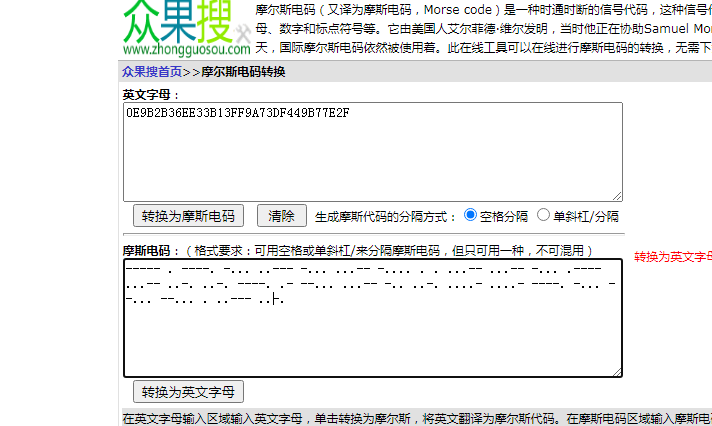 众果搜
www.zhongguosou.com
摩尔斯电码（又译为摩斯电码，Morse code）是一种时通时断的信号代码，这种信号
母、数字和标点符号等。它由美国人艾尔菲德·维尔发明，当时他正在协助Samuel Mor
天，国际摩尔斯电码依然被使用着。此在线工具可以在线进行摩斯电码的转换，无需下
众果搜首页>>摩尔斯电码转换
英文字母：
0E9B2B36EE33B13FF9A73DF449B77E2F
转换为摩斯电码 清除 生成摩斯代码的分隔方式： 空格分隔 单斜杠/分隔
摩斯电码：（格式要求：可用空格或单斜杠/来分隔摩斯电码，但只可用一种，不可混用）
转换为英文字母
----- . ----. -... ..--- -... ...-- -.... . . ...-- ...-- -... .----
...-- ..-. ..-. ----. .- --... ...-- -.. ..-. ....- ....- ----. -... -
-... --... . ..--- ..-.
转换为英文字母
在英文字母输入区域输入英文字母，单击转换为摩尔斯，将英文翻译为摩尔斯代码。在摩斯电码区域输入摩斯电